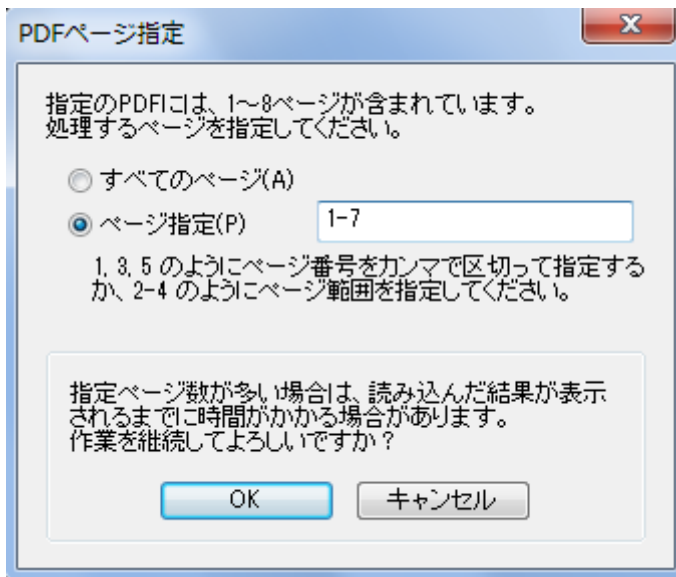 PDFページ指定
指定のPDFには、1～8ページが含まれています。
処理するページを指定してください。
すべてのページ(A)
ページ指定(P) 1-7
1, 3, 5 のようにページ番号をカンマで区切って指定する
か、2-4 のようにページ範囲を指定してください。
指定ページ数が多い場合は、読み込んだ結果が表示
されるまでに時間がかかる場合があります。
作業を継続してよろしいですか？
OK キャンセル